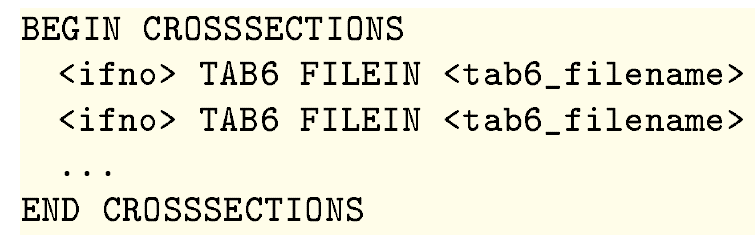 BEGIN CROSSSECTIONS
  <ifno> TAB6 FILEIN <tab6_filename>
  <ifno> TAB6 FILEIN <tab6_filename>
  ...
END CROSSSECTIONS